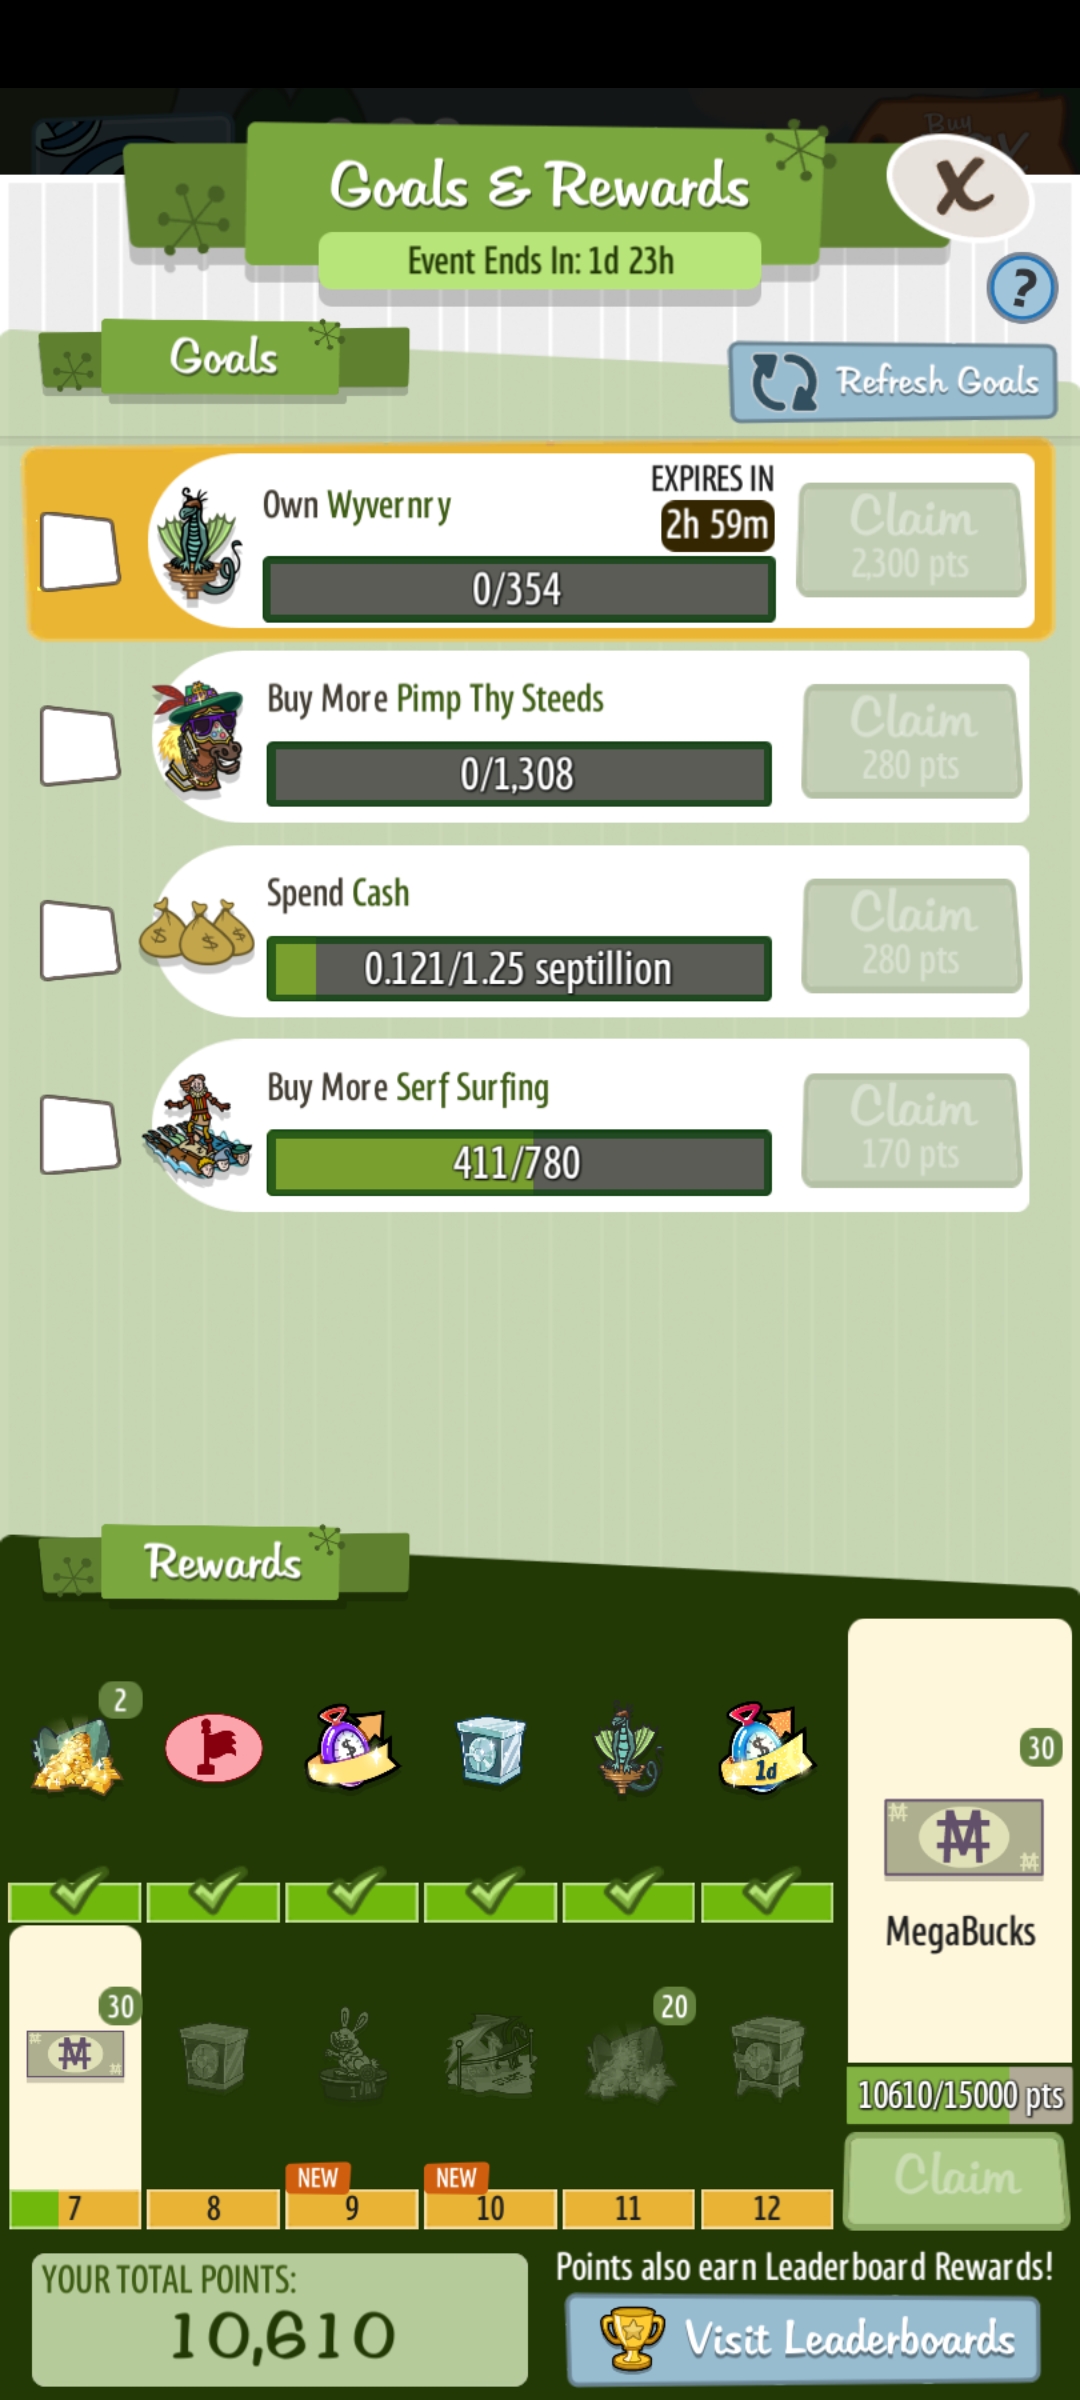 Buy
Goals & Rewards
X
Event Ends In: 1d 23h
?
Goals
Refresh Goals
Own Wyvernry
EXPIRES IN
2h 59m
0/354
Claim
2,300 pts
Buy More Pimp Thy Steeds
0/1,308
Claim
280 pts
Spend Cash
0.121/1.25 septillion
Claim
280 pts
Buy More Serf Surfing
411/780
Claim
170 pts
Rewards
2
1d
30
MegaBucks
10610/15000 pts
Claim
30
20
7
8
NEW
9
NEW
10
11
12
YOUR TOTAL POINTS:
10,610
Points also earn Leaderboard Rewards!
Visit Leaderboards